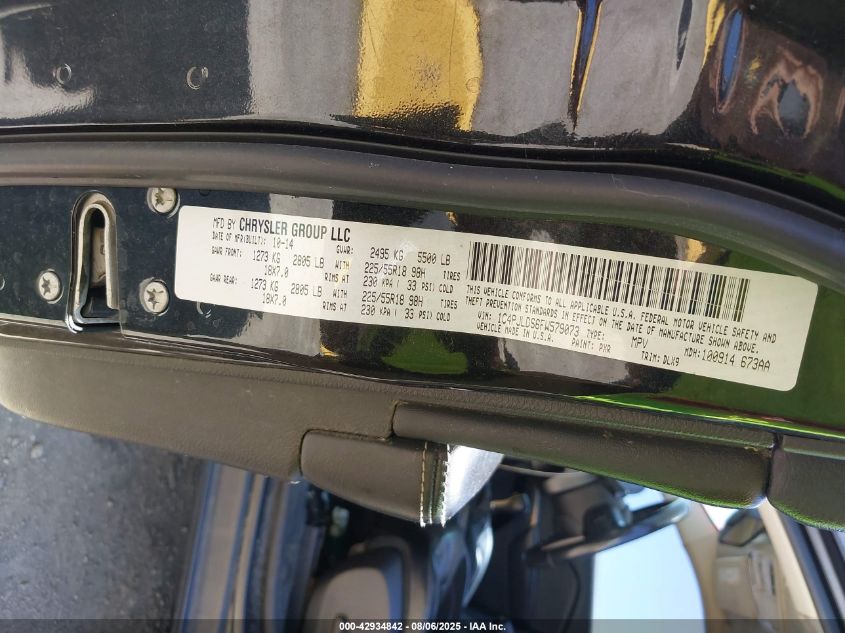 MFD BY CHRYSLER GROUP LLC
DATE OF MFR(BUILT): 10-14 GVWR: 2495 KG 5500 LB
GAWR FRONT: 1273 KG 2805 LB WITH 225/55R18 98H TIRES
18X7.0 RIMS AT 230 KPA ( 33 PSI) COLD
GAWR REAR: 1273 KG 2805 LB WITH 225/55R18 98H TIRES
18X7.0 RIMS AT 230 KPA ( 33 PSI) COLD
THIS VEHICLE CONFORMS TO ALL APPLICABLE U.S.A. FEDERAL MOTOR VEHICLE SAFETY AND
THEFT PREVENTION STANDARDS IN EFFECT ON THE DATE OF MANUFACTURE SHOWN ABOVE.
VIN: TYPE: MPV MDH:100914 673AA
MADE IN U.S.A. PAINT: PXR TRIM: DLX9
000-42934842 - 08/06/2025 - IAA Inc.